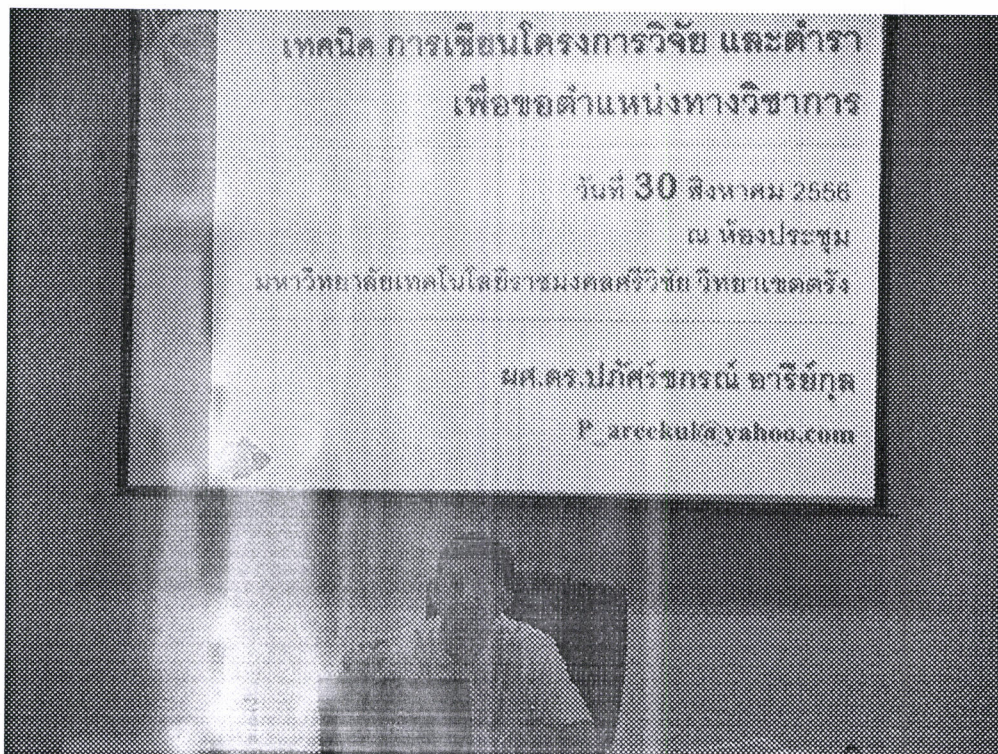 เทคนิค การเขียนโครงการวิจัย และตำรา
เพื่อขอตำแหน่งทางวิชาการ
วันที่ 30 สิงหาคม 2556
ณ ห้องประชุม
มหาวิทยาลัยเทคโนโลยีราชมงคลศรีวิชัย วิทยาเขตตรัง
ผศ.ดร.ปภัศร์ชกรณ์ อารีย์กุล